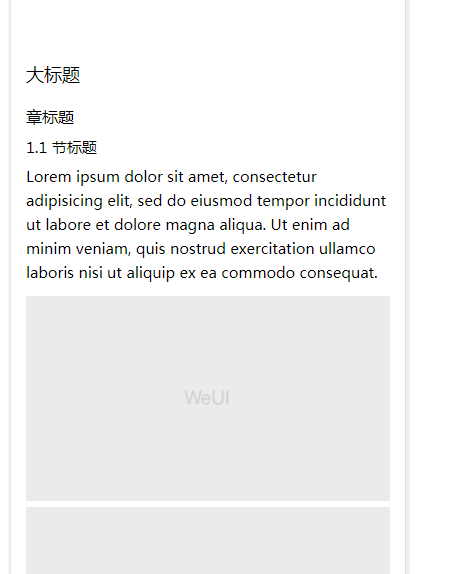 大标题
章标题
1.1 节标题
Lorem ipsum dolor sit amet, consectetur
adipisicing elit, sed do eiusmod tempor incididunt
ut labore et dolore magna aliqua. Ut enim ad
minim veniam, quis nostrud exercitation ullamco
laboris nisi ut aliquip ex ea commodo consequat.
WeUI